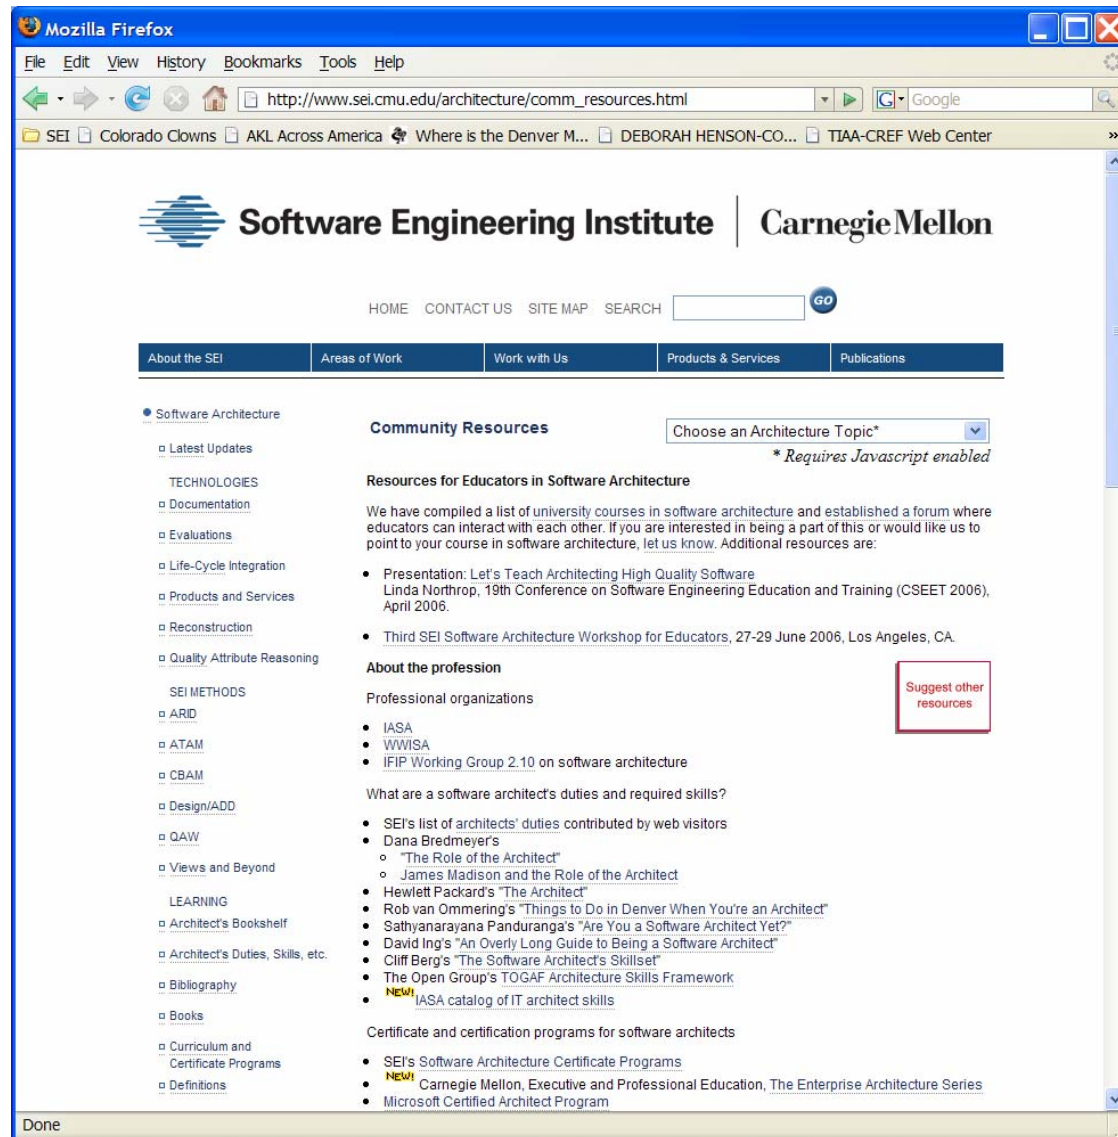 Mozilla Firefox
File Edit View History Bookmarks Tools Help
http://www.sei.cmu.edu/architecture/comm_resources.html
G Google
SEI Colorado Clowns AKL Across America Where is the Denver M... DEBORAH HENSON-CO... TIAA-CREF Web Center »
Software Engineering Institute Carnegie Mellon
HOME CONTACT US SITE MAP SEARCH GO
About the SEI Areas of Work Work with Us Products & Services Publications
Software Architecture
Latest Updates
TECHNOLOGIES
Documentation
Evaluations
Life-Cycle Integration
Products and Services
Reconstruction
Quality Attribute Reasoning
SEI METHODS
ARID
ATAM
CBAM
Design/ADD
QAW
Views and Beyond
LEARNING
Architect's Bookshelf
Architect's Duties, Skills, etc.
Bibliography
Books
Curriculum and
Certificate Programs
Definitions
Community Resources
Choose an Architecture Topic*
* Requires Javascript enabled
Resources for Educators in Software Architecture
We have compiled a list of university courses in software architecture and established a forum where
educators can interact with each other. If you are interested in being a part of this or would like us to
point to your course in software architecture, let us know. Additional resources are:
• Presentation: Let's Teach Architecting High Quality Software
Linda Northrop, 19th Conference on Software Engineering Education and Training (CSEET 2006),
April 2006.
• Third SEI Software Architecture Workshop for Educators, 27-29 June 2006, Los Angeles, CA.
About the profession
Suggest other
resources
Professional organizations
• IASA
• WWISA
• IFIP Working Group 2.10 on software architecture
What are a software architect's duties and required skills?
• SEI's list of architects' duties contributed by web visitors
• Dana Bredmeyer's
"The Role of the Architect"
James Madison and the Role of the Architect
• Hewlett Packard's "The Architect"
• Rob van Ommering's "Things to Do in Denver When You're an Architect"
• Sathyanarayana Panduranga's "Are You a Software Architect Yet?"
• David Ing's "An Overly Long Guide to Being a Software Architect"
• Cliff Berg's "The Software Architect's Skillset"
• The Open Group's TOGAF Architecture Skills Framework
• NEW! IASA catalog of IT architect skills
Certificate and certification programs for software architects
• SEI's Software Architecture Certificate Programs
• NEW! Carnegie Mellon, Executive and Professional Education, The Enterprise Architecture Series
• Microsoft Certified Architect Program
Done